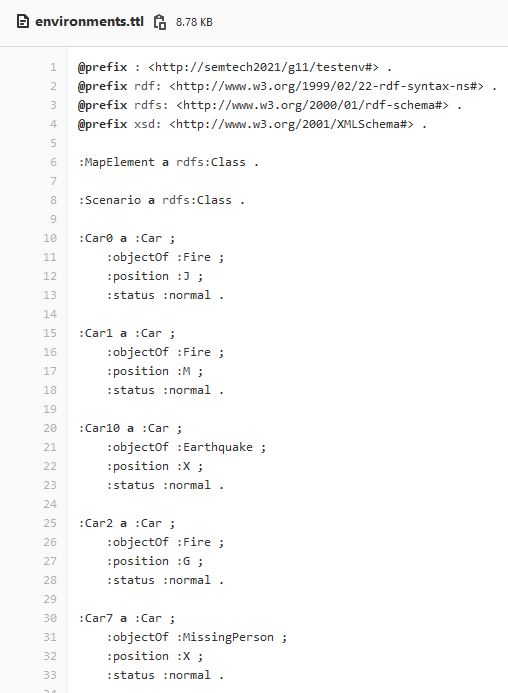 environments.ttl 8.78 KB
1 @prefix : <http://semtech2021/g11/testenv#> .
2 @prefix rdf: <http://www.w3.org/1999/02/22-rdf-syntax-ns#> .
3 @prefix rdfs: <http://www.w3.org/2000/01/rdf-schema#> .
4 @prefix xsd: <http://www.w3.org/2001/XMLSchema#> .
5
6 :MapElement a rdfs:Class .
7
8 :Scenario a rdfs:Class .
9
10 :Car0 a :Car ;
11 :objectOf :Fire ;
12 :position :J ;
13 :status :normal .
14
15 :Car1 a :Car ;
16 :objectOf :Fire ;
17 :position :M ;
18 :status :normal .
19
20 :Car10 a :Car ;
21 :objectOf :Earthquake ;
22 :position :X ;
23 :status :normal .
24
25 :Car2 a :Car ;
26 :objectOf :Fire ;
27 :position :G ;
28 :status :normal .
29
30 :Car7 a :Car ;
31 :objectOf :MissingPerson ;
32 :position :X ;
33 :status :normal .